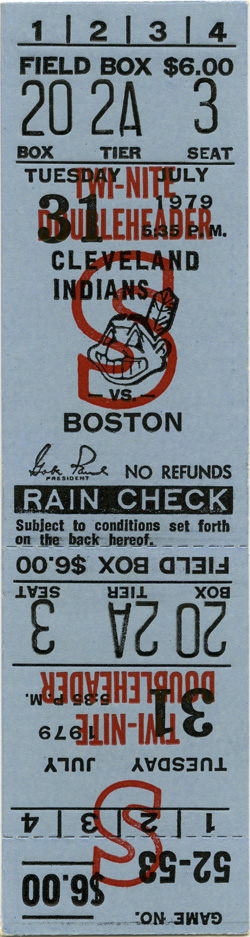 1 | 2 | 3 | 4
FIELD BOX $6.00
20 2A 3
BOX TIER SEAT
TUESDAY JULY
TWI-NITE
31 1979
DOUBLEHEADER
5:35 P.M.
CLEVELAND
INDIANS
S
— VS. —
BOSTON
Gabe Paul
PRESIDENT
NO REFUNDS
RAIN CHECK
Subject to conditions set forth
on the back hereof.
GAME NO.
52-53 $6.00
S
1 | 2 | 3 | 4
TUESDAY JULY
TWI-NITE
31 1979
DOUBLEHEADER
5:35 P.M.
20 2A 3
BOX TIER SEAT
FIELD BOX $6.00